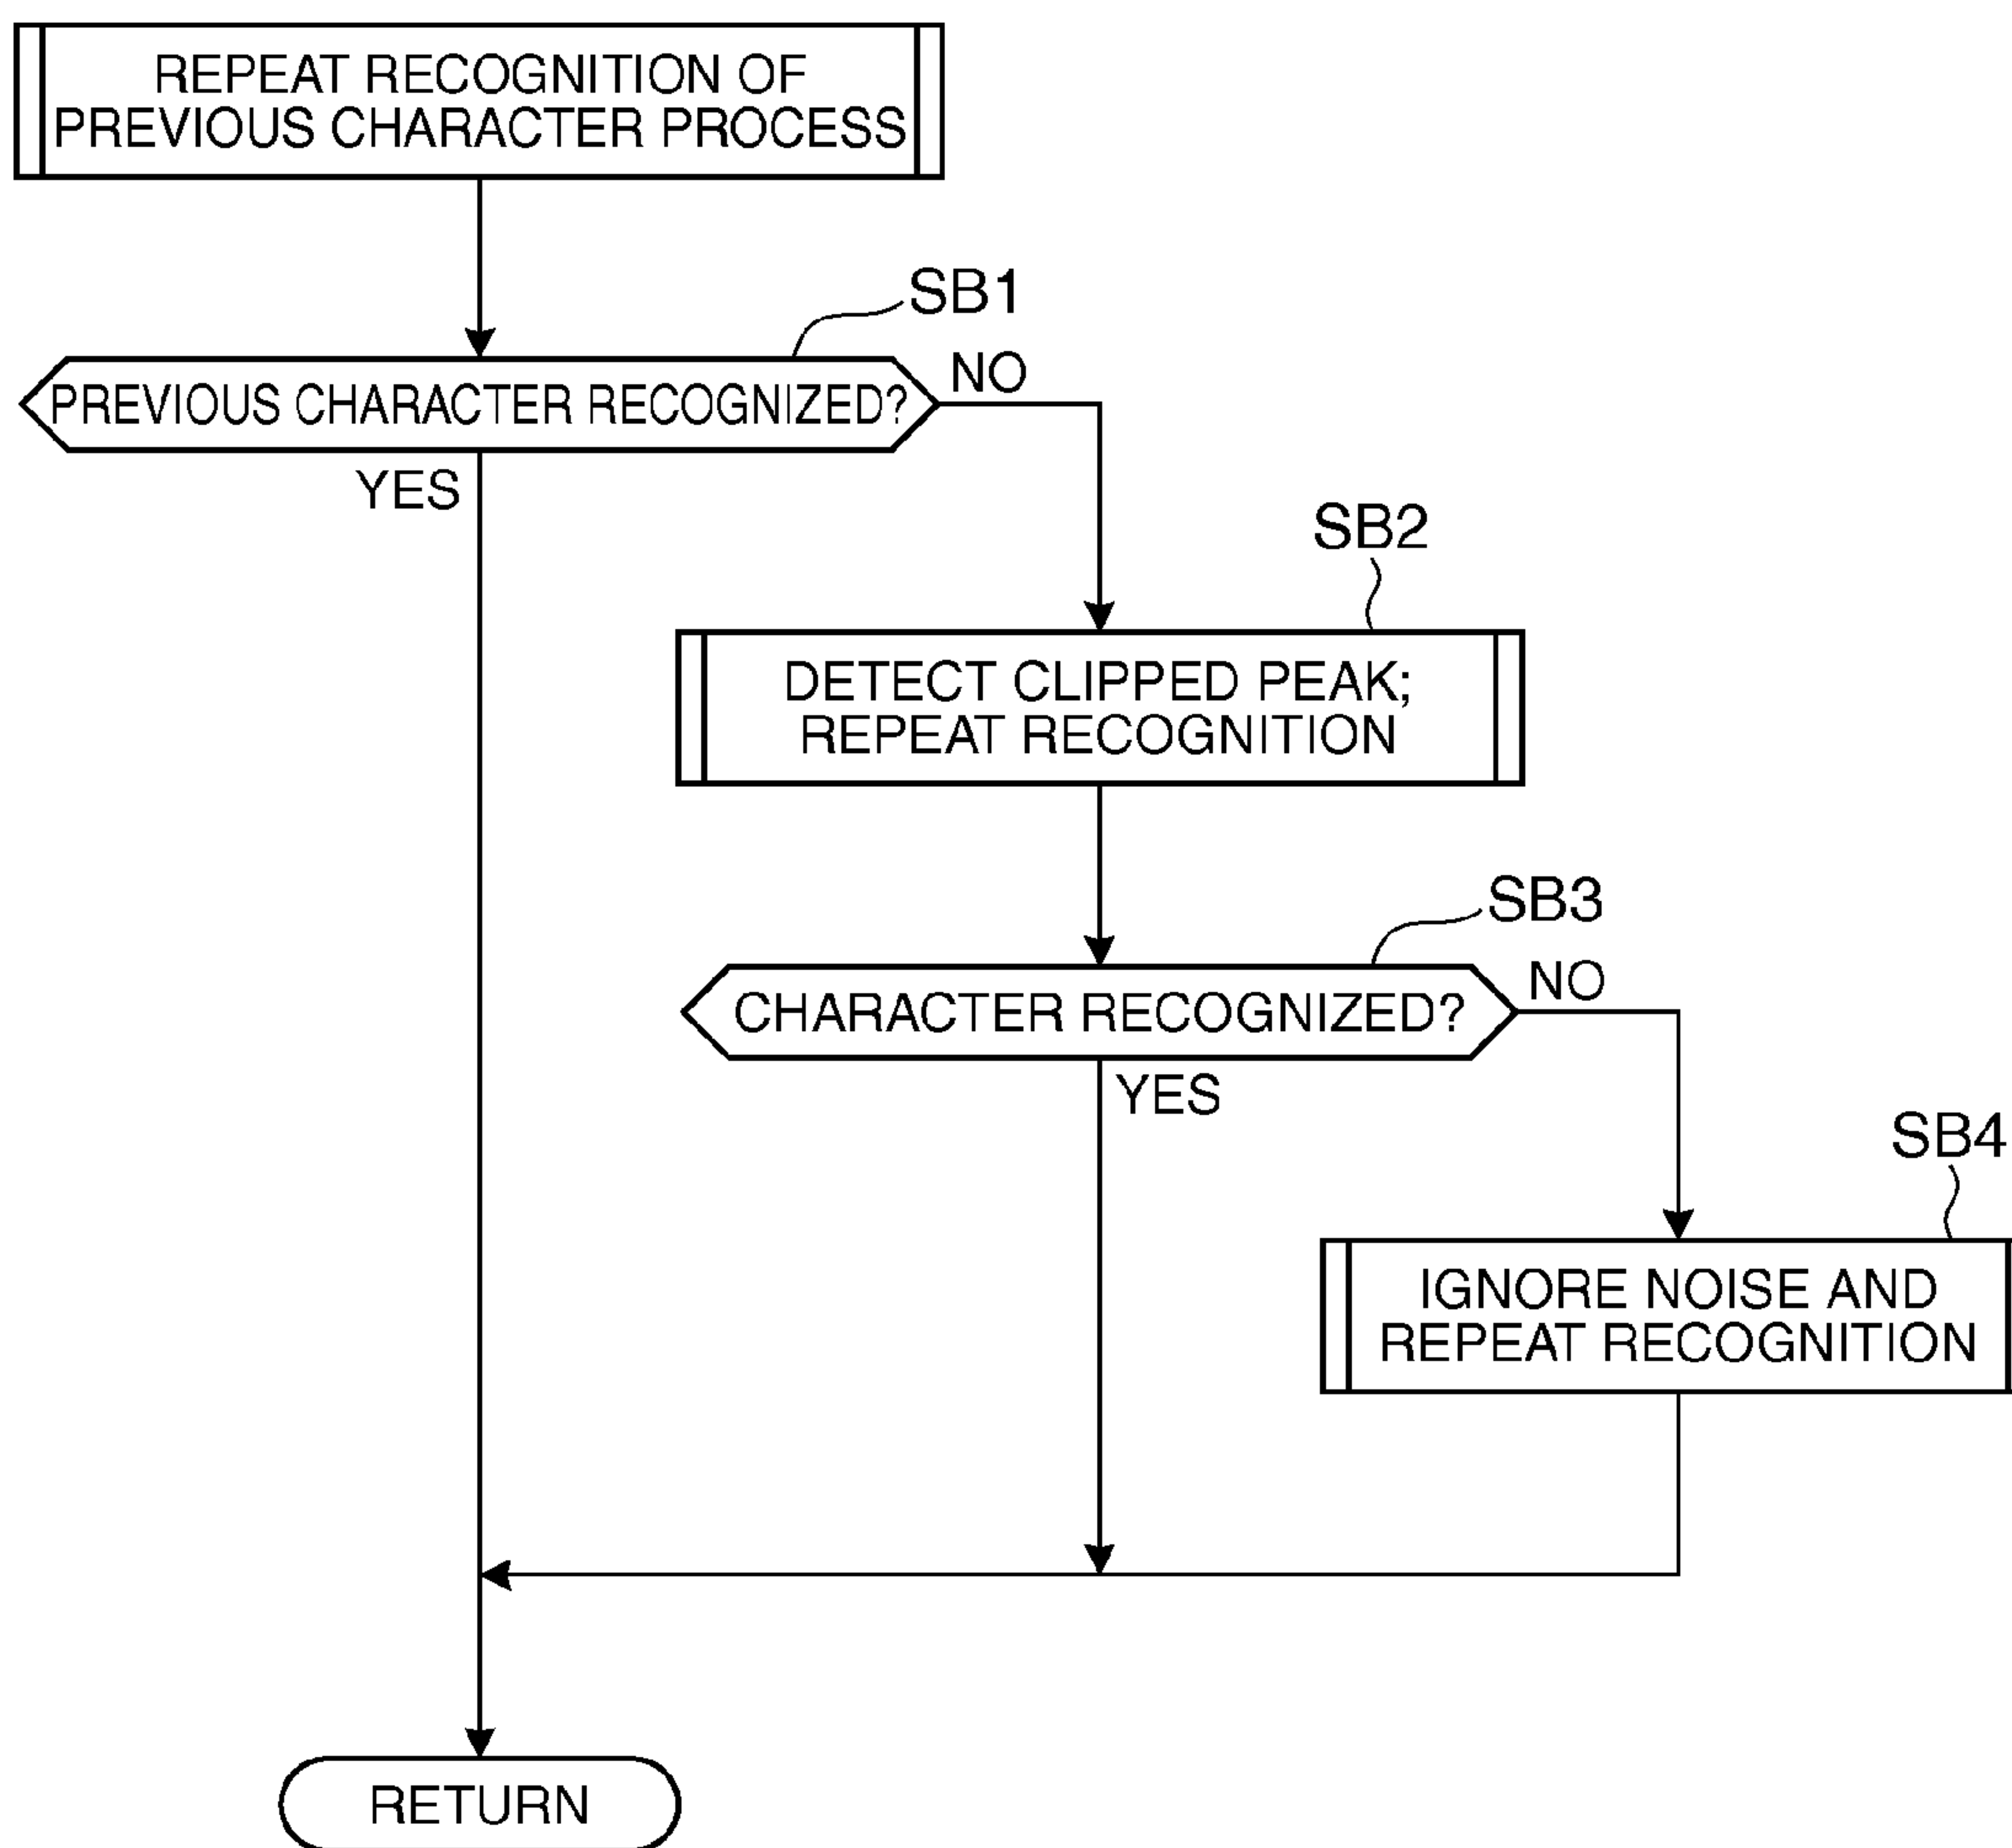 REPEAT RECOGNITION OF
PREVIOUS CHARACTER PROCESS
SB1
PREVIOUS CHARACTER RECOGNIZED?
NO
YES
SB2
DETECT CLIPPED PEAK;
REPEAT RECOGNITION
SB3
CHARACTER RECOGNIZED?
NO
YES
SB4
IGNORE NOISE AND
REPEAT RECOGNITION
RETURN